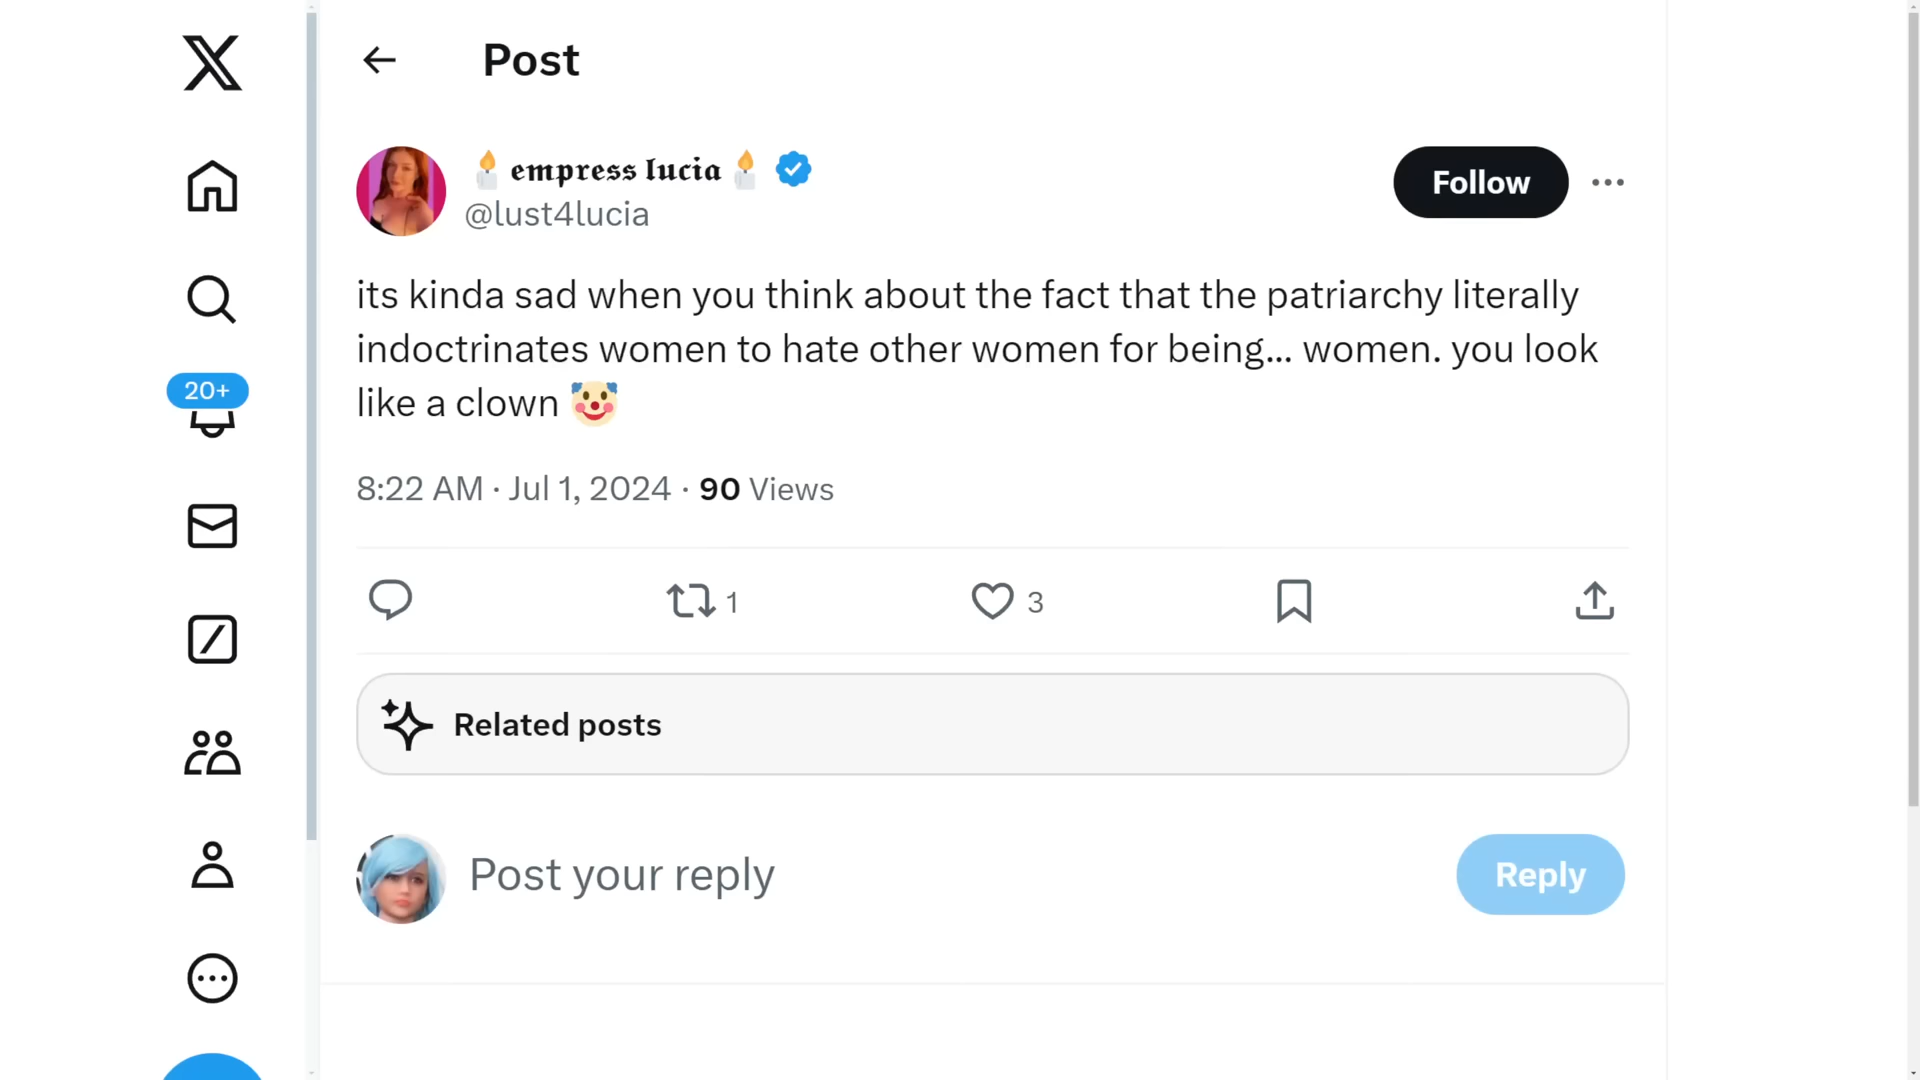 Post
🕯️ 𝖊𝖒𝖕𝖗𝖊𝖘𝖘 𝖑𝖚𝖈𝖎𝖆 🕯️
@lust4lucia
Follow
its kinda sad when you think about the fact that the patriarchy literally
indoctrinates women to hate other women for being... women. you look
like a clown 🤡
20+
8:22 AM · Jul 1, 2024 · 90 Views
1
3
Related posts
Post your reply
Reply